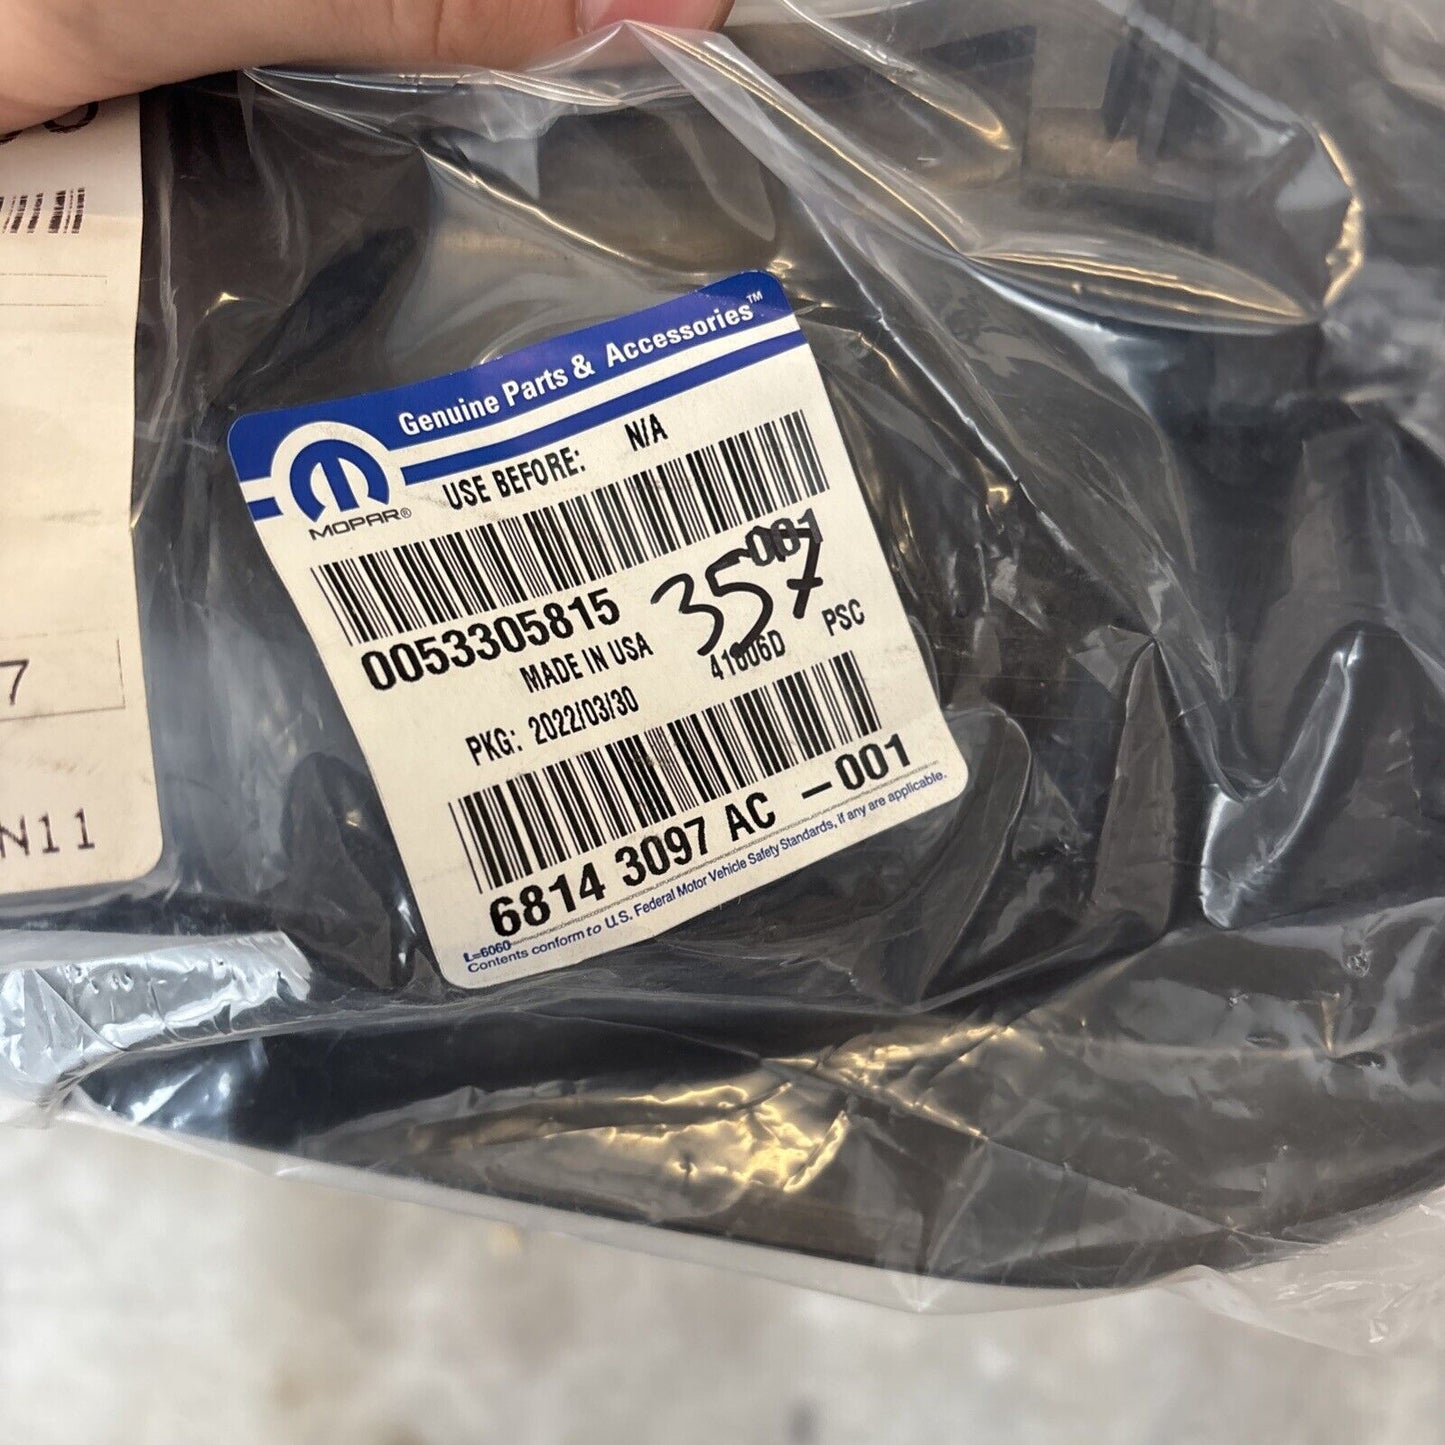 Genuine Parts & Accessories™
MOPAR®
USE BEFORE: N/A
001
0053305815
357
MADE IN USA
41606D PSC
PKG: 2022/03/30
6814 3097 AC -001
L=6060
Contents conform to U.S. Federal Motor Vehicle Safety Standards, if any are applicable.
7
N11